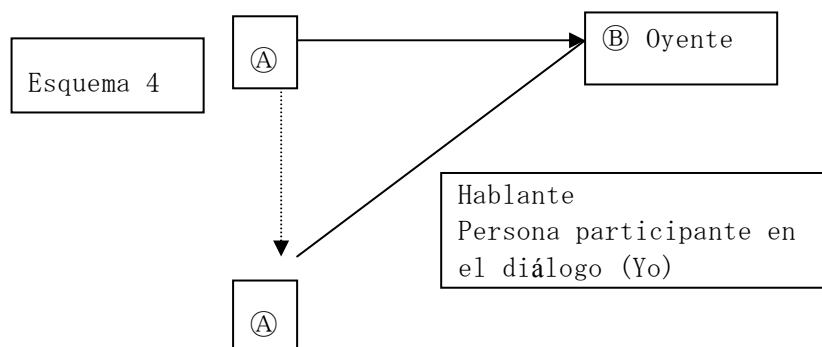 Esquema 4
Ⓐ
Ⓑ Oyente
Hablante
Persona participante en
el diálogo (Yo)
Ⓐ